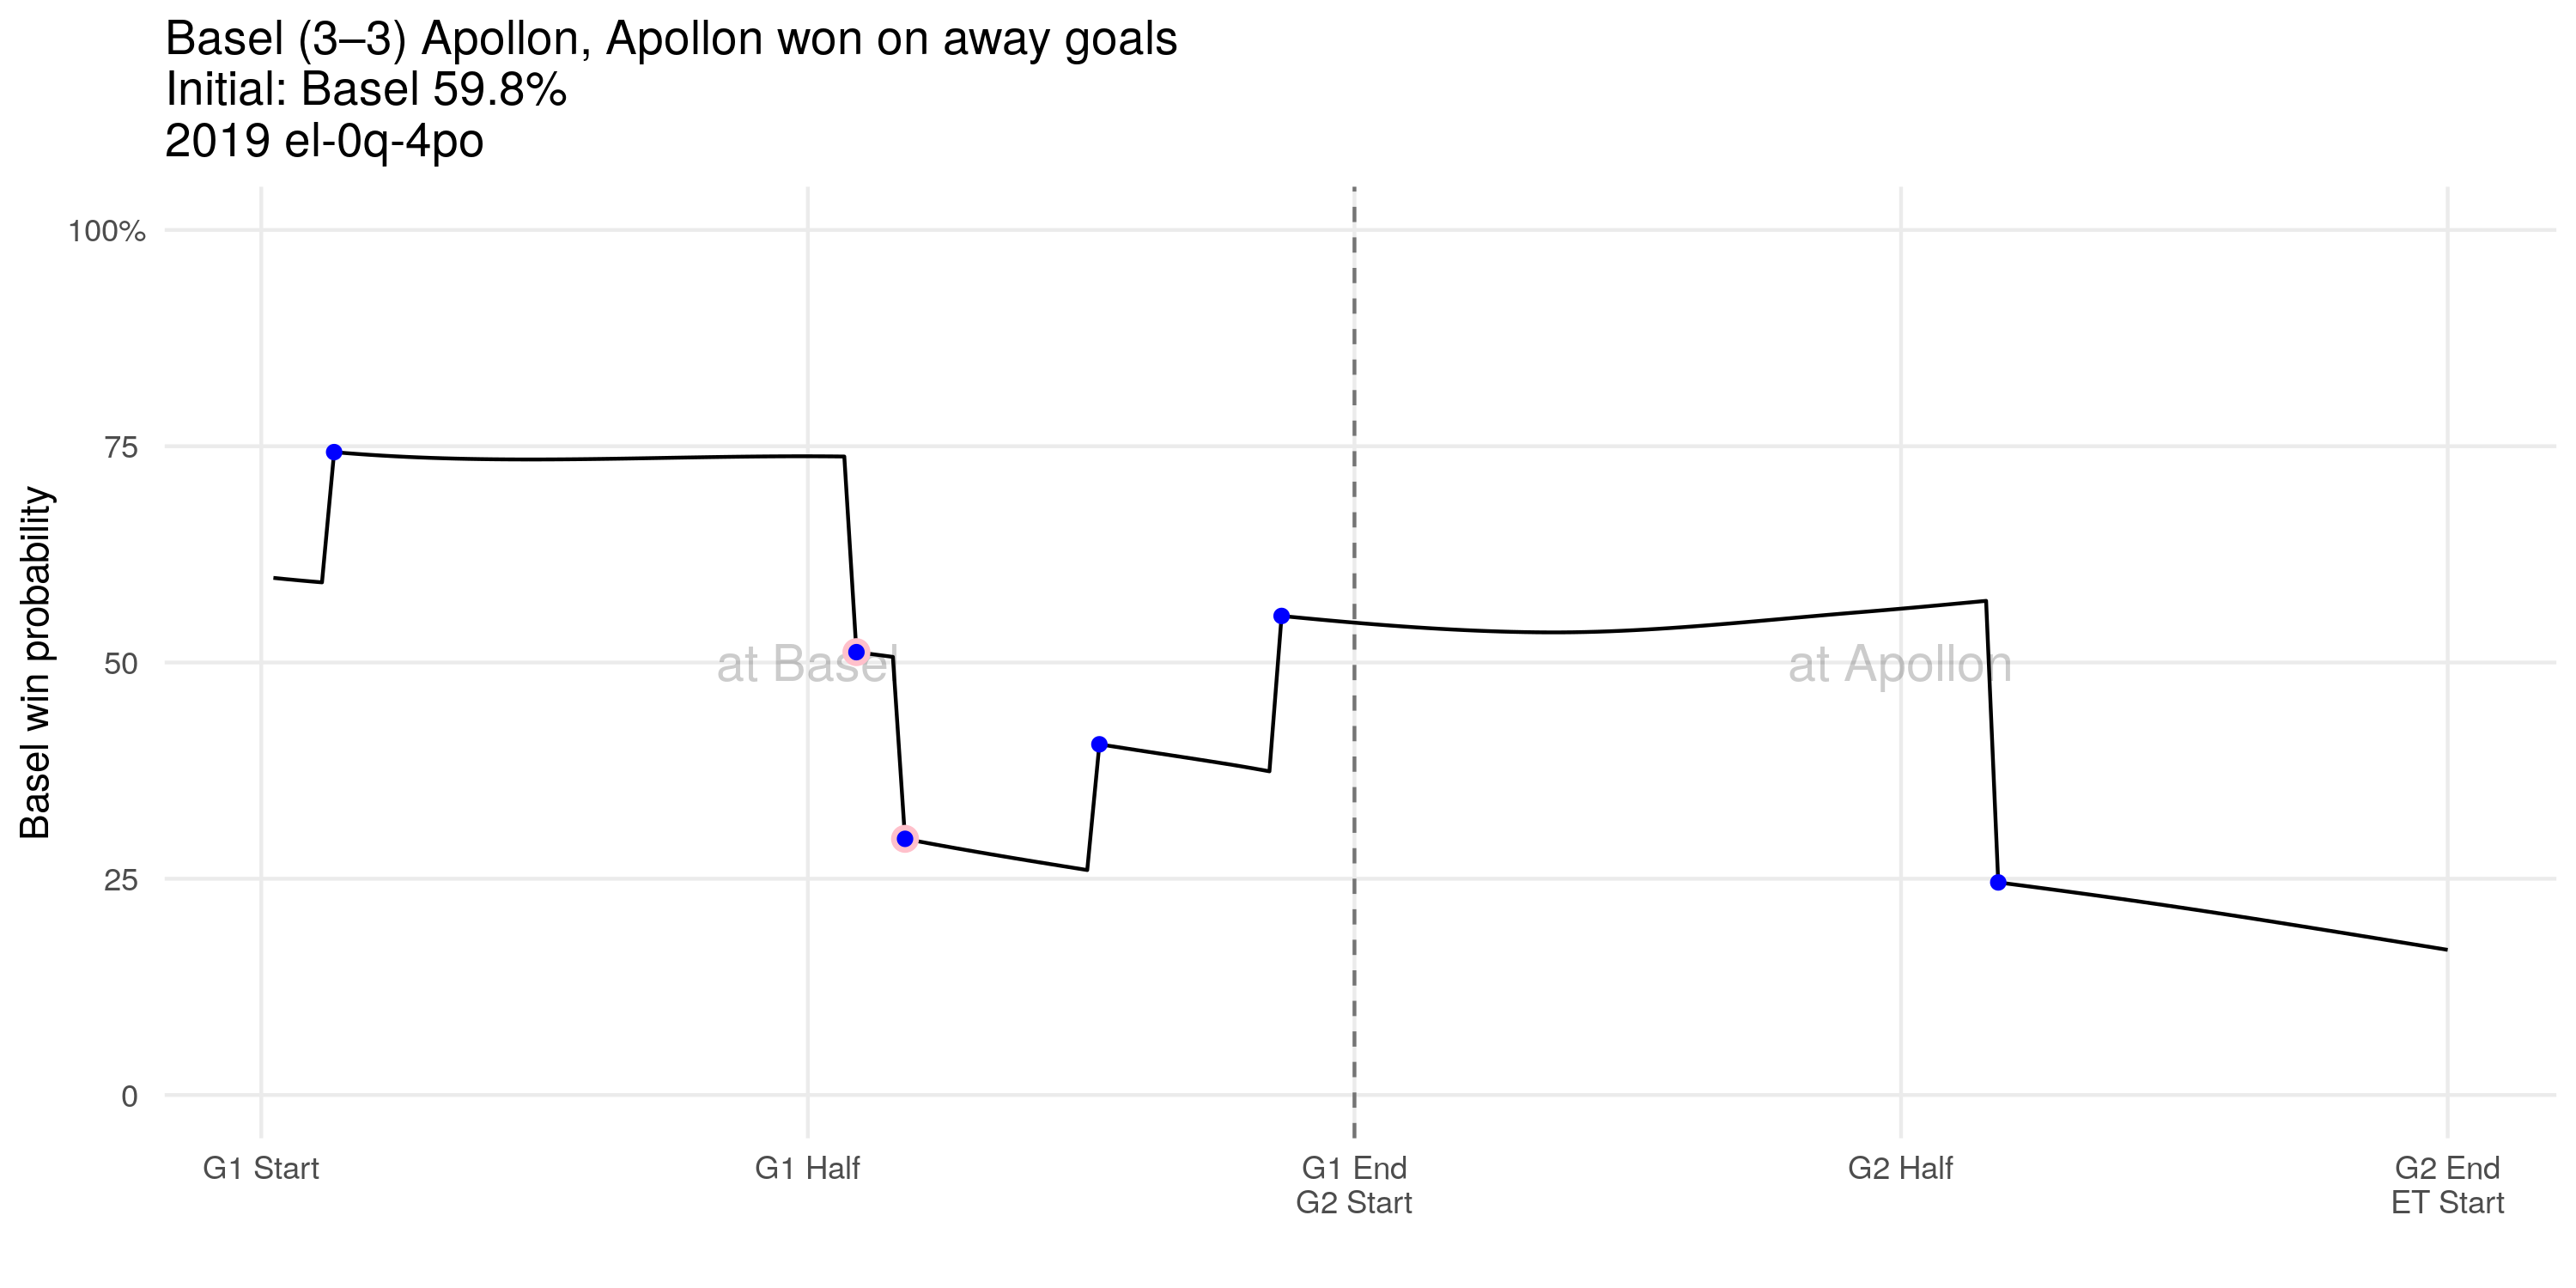 Basel (3–3) Apollon, Apollon won on away goals
Initial: Basel 59.8%
2019 el-0q-4po
Basel win probability
100%
75
50
25
0
at Basel
at Apollon
G1 Start
G1 Half
G1 End
G2 Start
G2 Half
G2 End
ET Start